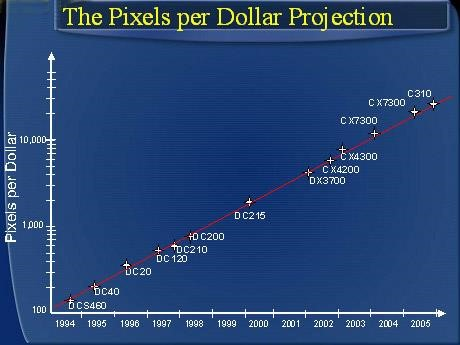 The Pixels per Dollar Projection
C310
CX7300
CX7300
10,000
CX4300
CX4200
DX3700
DC215
Pixels per Dollar
1,000
DC200
DC210
DC120
DC20
DC40
DCS460
100
1994 1995 1996 1997 1998 1999 2000 2001 2002 2003 2004 2005